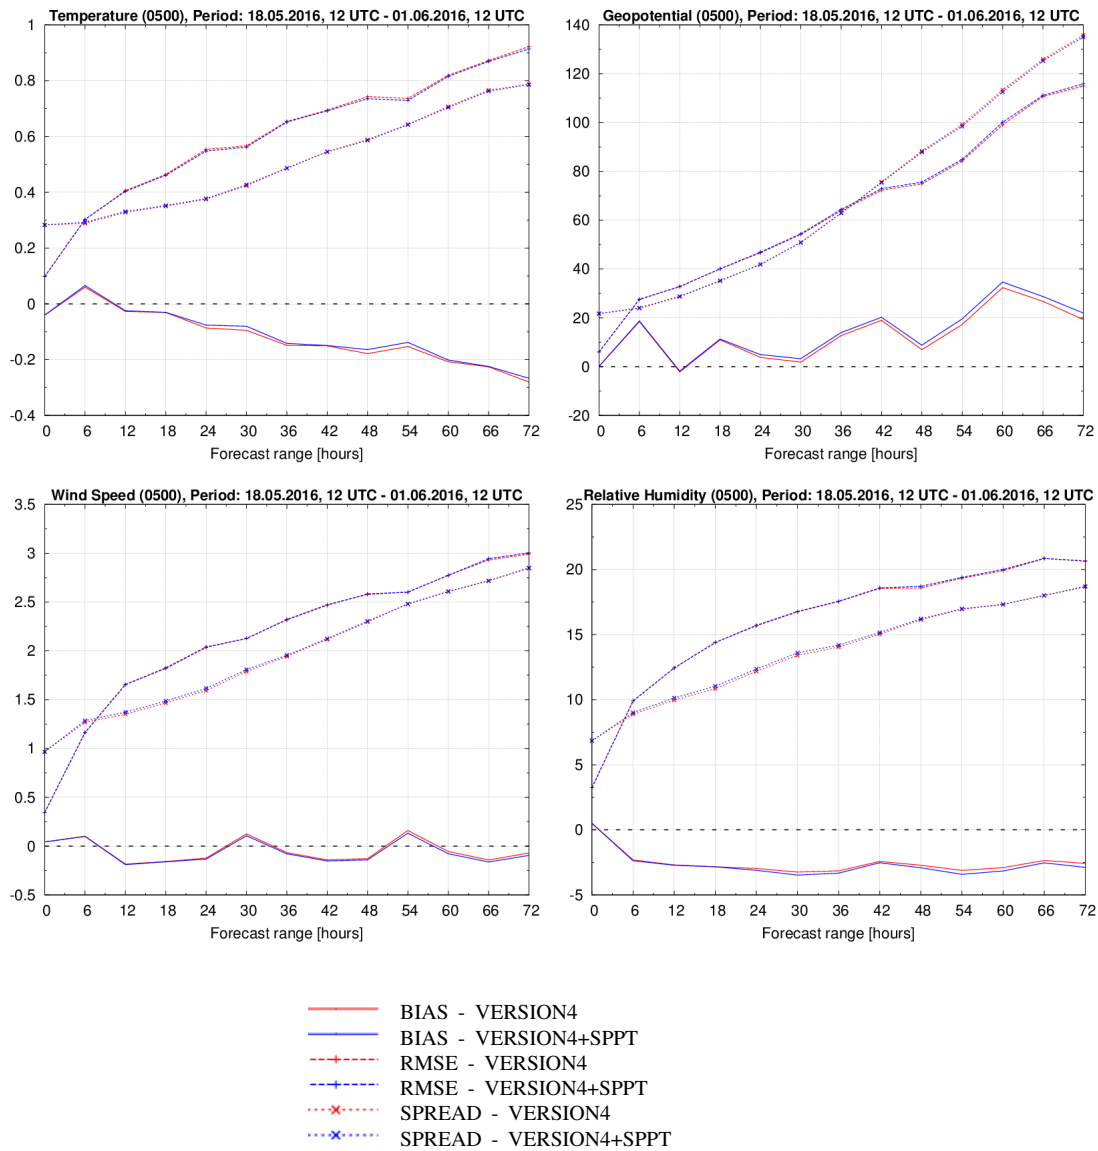 Temperature (0500), Period: 18.05.2016, 12 UTC - 01.06.2016, 12 UTC
1
0.8
0.6
0.4
0.2
0
-0.2
-0.4
0 6 12 18 24 30 36 42 48 54 60 66 72
Forecast range [hours]
Geopotential (0500), Period: 18.05.2016, 12 UTC - 01.06.2016, 12 UTC
140
120
100
80
60
40
20
0
-20
0 6 12 18 24 30 36 42 48 54 60 66 72
Forecast range [hours]
Wind Speed (0500), Period: 18.05.2016, 12 UTC - 01.06.2016, 12 UTC
3.5
3
2.5
2
1.5
1
0.5
0
-0.5
0 6 12 18 24 30 36 42 48 54 60 66 72
Forecast range [hours]
Relative Humidity (0500), Period: 18.05.2016, 12 UTC - 01.06.2016, 12 UTC
25
20
15
10
5
0
-5
0 6 12 18 24 30 36 42 48 54 60 66 72
Forecast range [hours]
BIAS - VERSION4
BIAS - VERSION4+SPPT
RMSE - VERSION4
RMSE - VERSION4+SPPT
SPREAD - VERSION4
SPREAD - VERSION4+SPPT